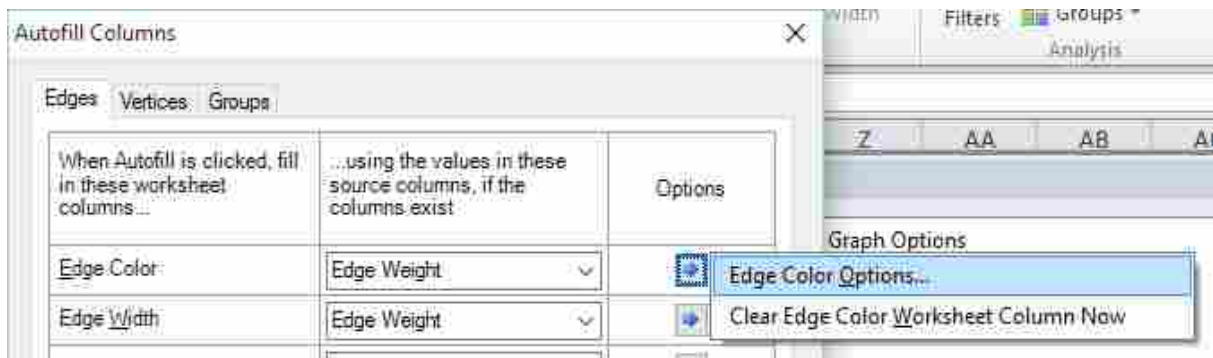 Autofill Columns
Width
Filters
Groups
Analysis
Edges Vertices Groups
When Autofill is clicked, fill
in these worksheet
columns...
...using the values in these
source columns, if the
columns exist
Options
Z AA AB
Graph Options
Edge Color
Edge Weight
Edge Color Options...
Edge Width
Edge Weight
Clear Edge Color Worksheet Column Now